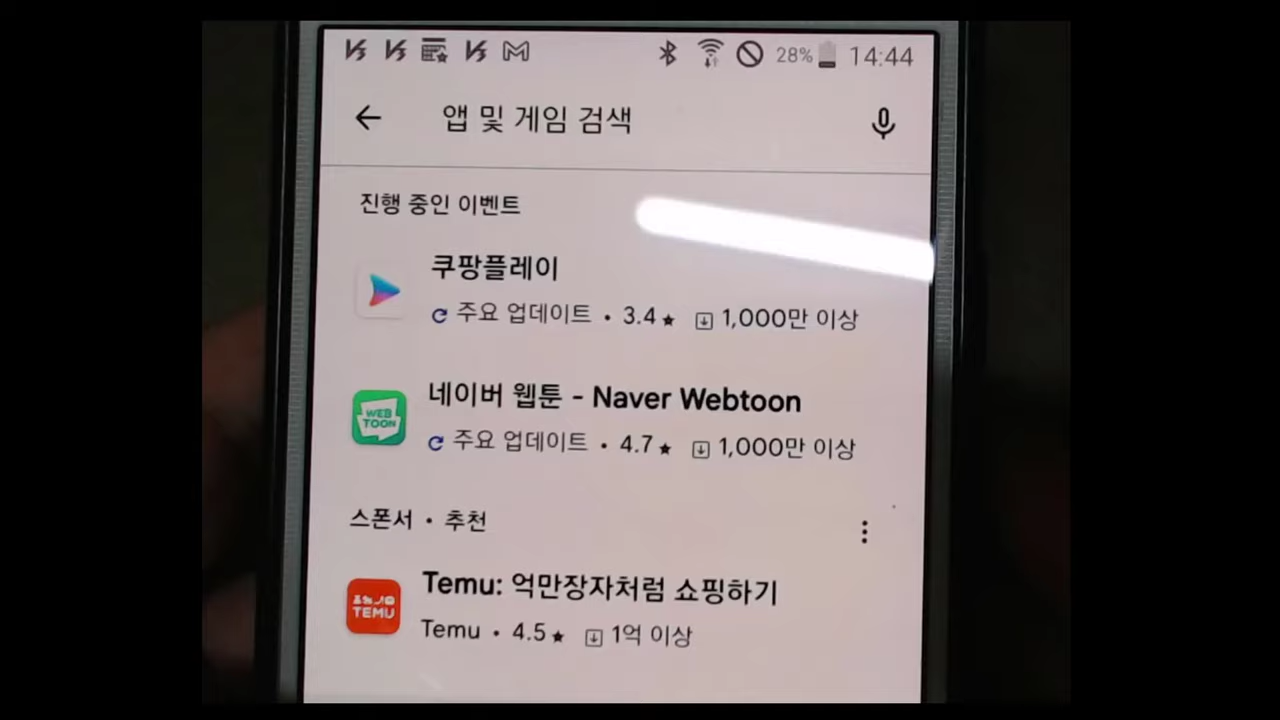 28% 14:44
앱 및 게임 검색
진행 중인 이벤트
쿠팡플레이
주요 업데이트 • 3.4★ 1,000만 이상
WEB
TOON
네이버 웹툰 - Naver Webtoon
주요 업데이트 • 4.7★ 1,000만 이상
스폰서 • 추천
TEMU
Temu: 억만장자처럼 쇼핑하기
Temu • 4.5★ 1억 이상